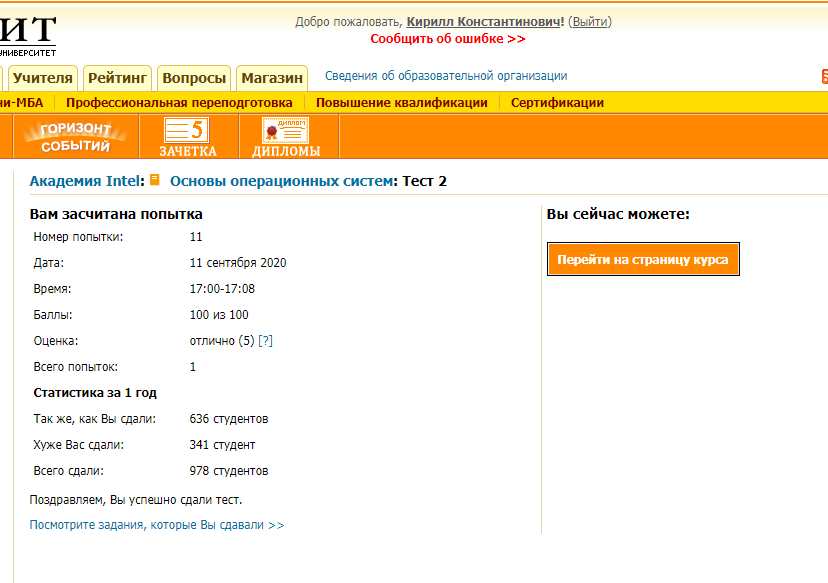 ИТ
УНИВЕРСИТЕТ
Добро пожаловать, Кирилл Константинович! (Выйти)
Сообщить об ошибке >>
Учителя Рейтинг Вопросы Магазин Сведения об образовательной организации
ни-МБА Профессиональная переподготовка Повышение квалификации Сертификации
ГОРИЗОНТ
СОБЫТИЙ
5
ЗАЧЕТКА
ДИПЛОМ
ДИПЛОМЫ
Академия Intel: Основы операционных систем: Тест 2
Вам засчитана попытка
Номер попытки: 11
Дата: 11 сентября 2020
Время: 17:00-17:08
Баллы: 100 из 100
Оценка: отлично (5) [?]
Всего попыток: 1
Статистика за 1 год
Так же, как Вы сдали: 636 студентов
Хуже Вас сдали: 341 студент
Всего сдали: 978 студентов
Поздравляем, Вы успешно сдали тест.
Посмотрите задания, которые Вы сдавали >>
Вы сейчас можете:
Перейти на страницу курса